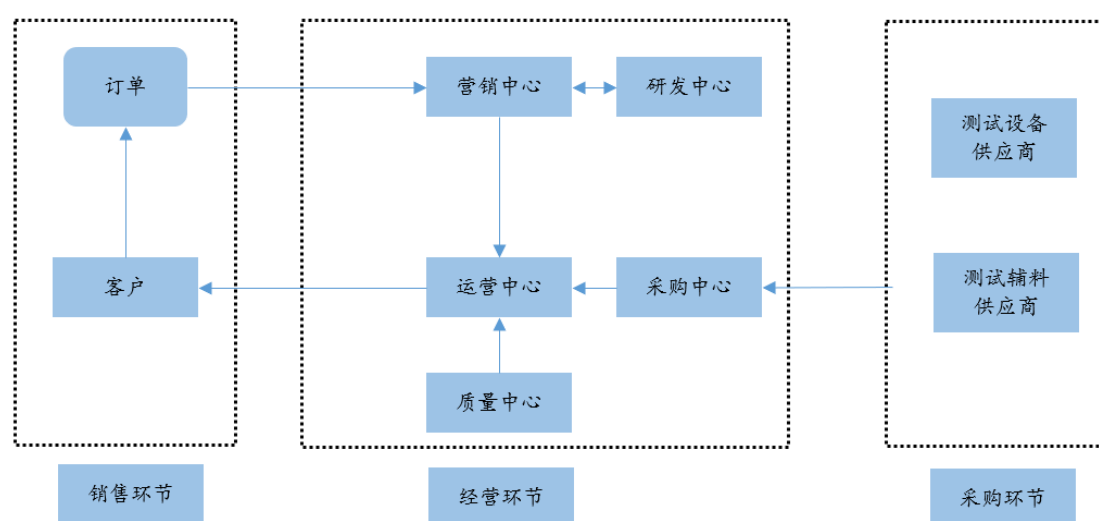 订单
营销中心
研发中心
测试设备
供应商
客户
运营中心
采购中心
测试辅料
供应商
质量中心
销售环节
经营环节
采购环节